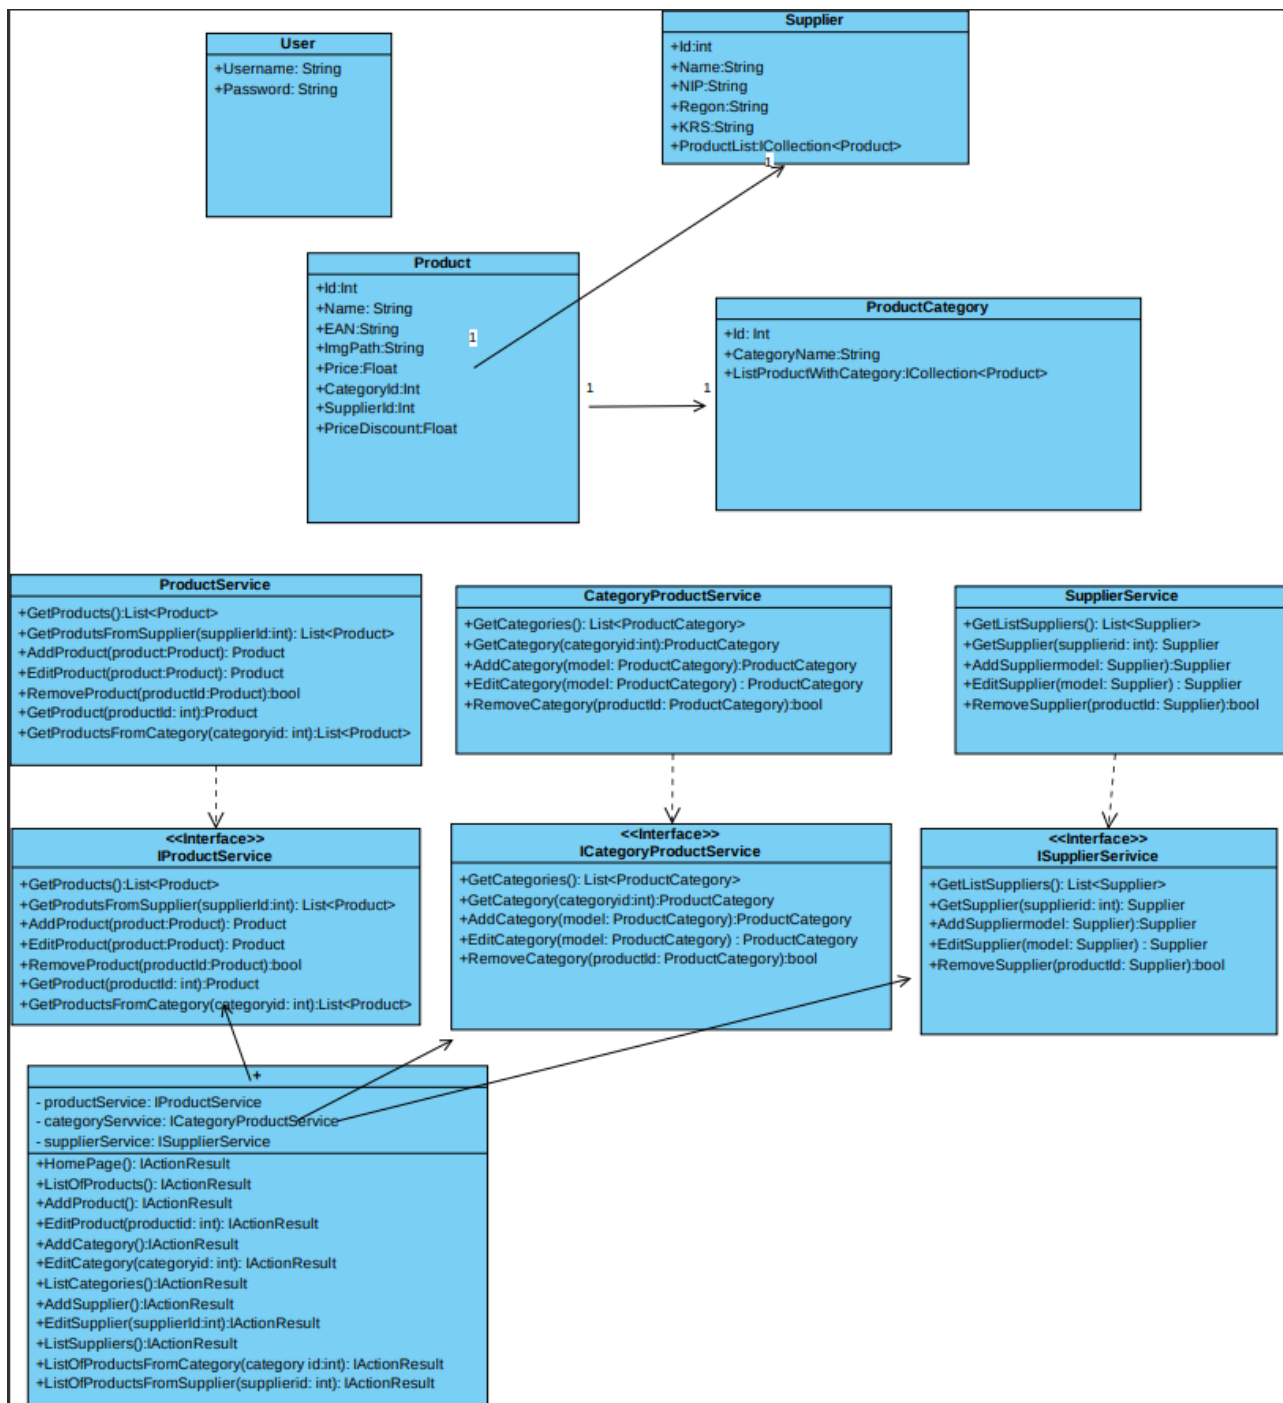 User
+Username: String
+Password: String
Supplier
+Id:int
+Name:String
+NIP:String
+Regon:String
+KRS:String
+ProductList:ICollection<Product>
1
Product
+Id:Int
+Name: String
+EAN:String
+ImgPath:String
+Price:Float
+CategoryId:Int
+SupplierId:Int
+PriceDiscount:Float
1
1
1
ProductCategory
+Id: Int
+CategoryName:String
+ListProductWithCategory:ICollection<Product>
ProductService
+GetProducts():List<Product>
+GetProdutsFromSupplier(supplierId:int): List<Product>
+AddProduct(product:Product): Product
+EditProduct(product:Product): Product
+RemoveProduct(productId:Product):bool
+GetProduct(productId: int):Product
+GetProductsFromCategory(categoryid: int):List<Product>
CategoryProductService
+GetCategories(): List<ProductCategory>
+GetCategory(categoryid:int):ProductCategory
+AddCategory(model: ProductCategory):ProductCategory
+EditCategory(model: ProductCategory) : ProductCategory
+RemoveCategory(productId: ProductCategory):bool
SupplierService
+GetListSuppliers(): List<Supplier>
+GetSupplier(supplierid: int): Supplier
+AddSuppliermodel: Supplier):Supplier
+EditSupplier(model: Supplier) : Supplier
+RemoveSupplier(productId: Supplier):bool
<<Interface>>
IProductService
+GetProducts():List<Product>
+GetProdutsFromSupplier(supplierId:int): List<Product>
+AddProduct(product:Product): Product
+EditProduct(product:Product): Product
+RemoveProduct(productId:Product):bool
+GetProduct(productId: int):Product
+GetProductsFromCategory(categoryid: int):List<Product>
<<Interface>>
ICategoryProductService
+GetCategories(): List<ProductCategory>
+GetCategory(categoryid:int):ProductCategory
+AddCategory(model: ProductCategory):ProductCategory
+EditCategory(model: ProductCategory) : ProductCategory
+RemoveCategory(productId: ProductCategory):bool
<<Interface>>
ISupplierSerivice
+GetListSuppliers(): List<Supplier>
+GetSupplier(supplierid: int): Supplier
+AddSuppliermodel: Supplier):Supplier
+EditSupplier(model: Supplier) : Supplier
+RemoveSupplier(productId: Supplier):bool
+
- productService: IProductService
- categoryServvice: ICategoryProductService
- supplierService: ISupplierService
+HomePage(): IActionResult
+ListOfProducts(): IActionResult
+AddProduct(): IActionResult
+EditProduct(productid: int): IActionResult
+AddCategory():IActionResult
+EditCategory(categoryid: int): IActionResult
+ListCategories():IActionResult
+AddSupplier():IActionResult
+EditSupplier(supplierId:int):IActionResult
+ListSuppliers():IActionResult
+ListOfProductsFromCategory(category id:int): IActionResult
+ListOfProductsFromSupplier(supplierid: int): IActionResult